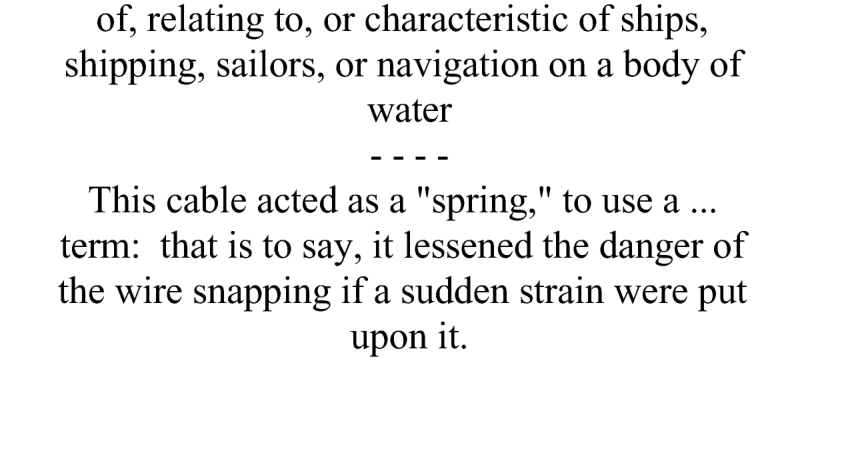 of, relating to, or characteristic of ships,
shipping, sailors, or navigation on a body of
water
- - - -
This cable acted as a "spring," to use a ...
term:  that is to say, it lessened the danger of
the wire snapping if a sudden strain were put
upon it.